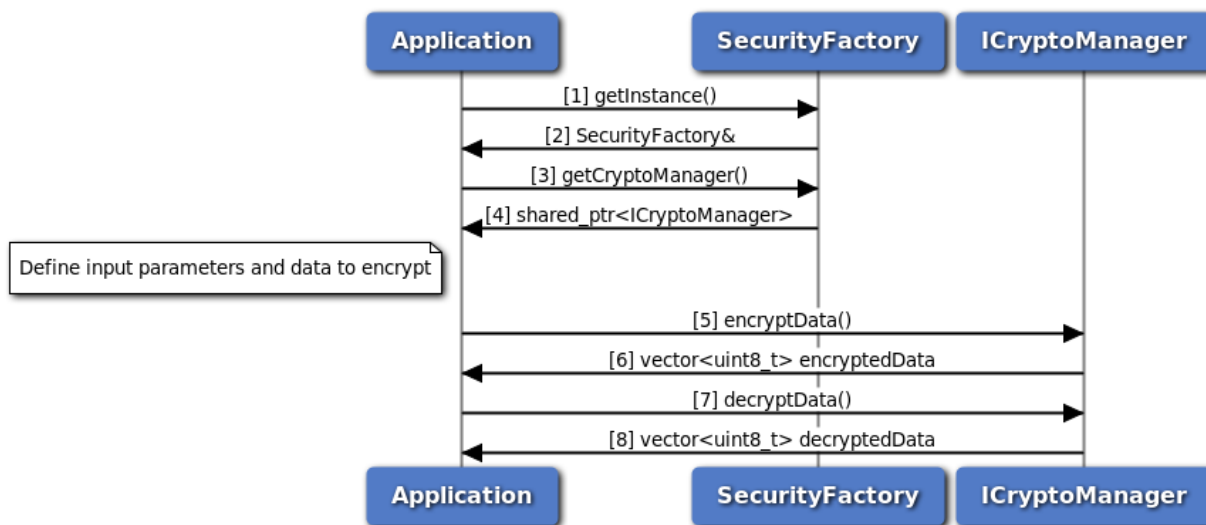 Application
SecurityFactory
ICryptoManager
[1] getInstance()
[2] SecurityFactory&
[3] getCryptoManager()
[4] shared_ptr<ICryptoManager>
Define input parameters and data to encrypt
[5] encryptData()
[6] vector<uint8_t> encryptedData
[7] decryptData()
[8] vector<uint8_t> decryptedData
Application
SecurityFactory
ICryptoManager